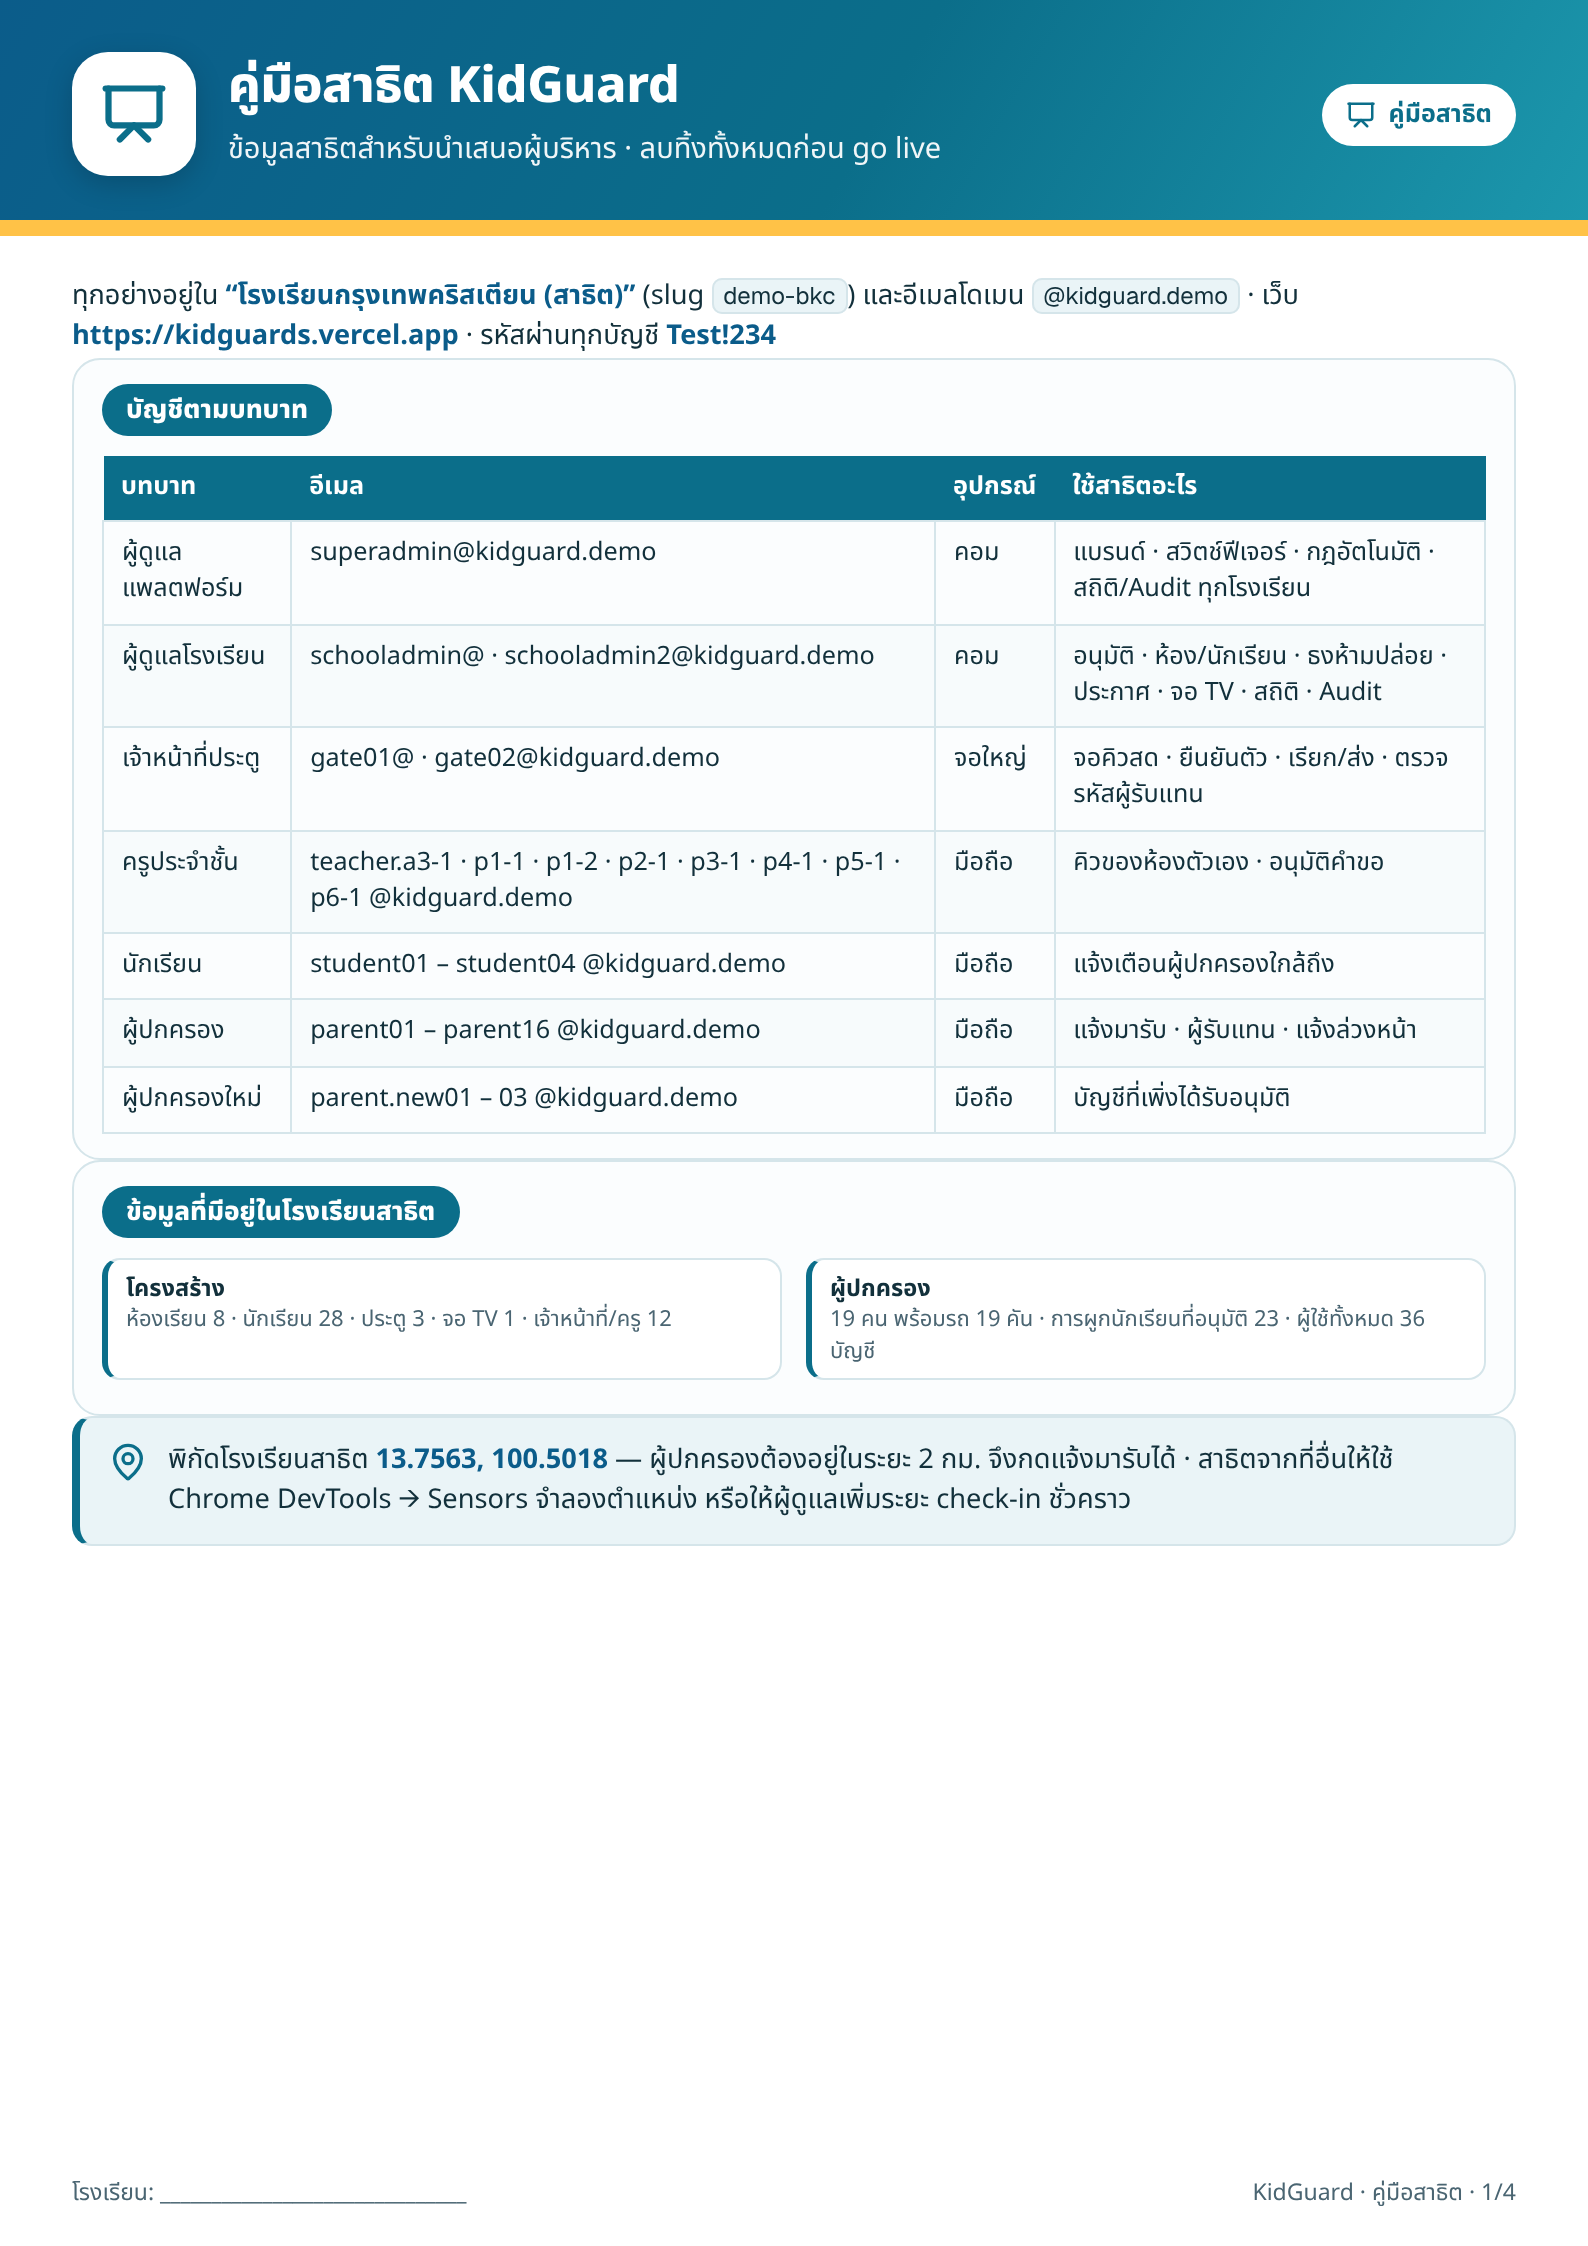 คู่มือสาธิต KidGuard
ข้อมูลสาธิตสำหรับนำเสนอผู้บริหาร · ลบทิ้งทั้งหมดก่อน go live
คู่มือสาธิต
ทุกอย่างอยู่ใน “โรงเรียนกรุงเทพคริสเตียน (สาธิต)” (slug demo-bkc) และอีเมลโดเมน @kidguard.demo · เว็บ
https://kidguards.vercel.app · รหัสผ่านทุกบัญชี Test!234
บัญชีตามบทบาท
บทบาท อีเมล อุปกรณ์ ใช้สาธิตอะไร
ผู้ดูแล superadmin@kidguard.demo คอม แบรนด์ · สวิตช์ฟีเจอร์ · กฎอัตโนมัติ ·
แพลตฟอร์ม สถิติ/Audit ทุกโรงเรียน
ผู้ดูแลโรงเรียน schooladmin@ · schooladmin2@kidguard.demo คอม อนุมัติ · ห้อง/นักเรียน · ธงห้ามปล่อย ·
ประกาศ · จอ TV · สถิติ · Audit
เจ้าหน้าที่ประตู gate01@ · gate02@kidguard.demo จอใหญ่ จอคิวสด · ยืนยันตัว · เรียก/ส่ง · ตรวจ
รหัสผู้รับแทน
ครูประจำชั้น teacher.a3-1 · p1-1 · p1-2 · p2-1 · p3-1 · p4-1 · p5-1 · มือถือ คิวของห้องตัวเอง · อนุมัติคำขอ
p6-1 @kidguard.demo
นักเรียน student01 – student04 @kidguard.demo มือถือ แจ้งเตือนผู้ปกครองใกล้ถึง
ผู้ปกครอง parent01 – parent16 @kidguard.demo มือถือ แจ้งมารับ · ผู้รับแทน · แจ้งล่วงหน้า
ผู้ปกครองใหม่ parent.new01 – 03 @kidguard.demo มือถือ บัญชีที่เพิ่งได้รับอนุมัติ
ข้อมูลที่มีอยู่ในโรงเรียนสาธิต
โครงสร้าง
ห้องเรียน 8 · นักเรียน 28 · ประตู 3 · จอ TV 1 · เจ้าหน้าที่/ครู 12
ผู้ปกครอง
19 คน พร้อมรถ 19 คัน · การผูกนักเรียนที่อนุมัติ 23 · ผู้ใช้ทั้งหมด 36
บัญชี
พิกัดโรงเรียนสาธิต 13.7563, 100.5018 — ผู้ปกครองต้องอยู่ในระยะ 2 กม. จึงกดแจ้งมารับได้ · สาธิตจากที่อื่นให้ใช้
Chrome DevTools → Sensors จำลองตำแหน่ง หรือให้ผู้ดูแลเพิ่มระยะ check-in ชั่วคราว
โรงเรียน: ______________________________
KidGuard · คู่มือสาธิต · 1/4